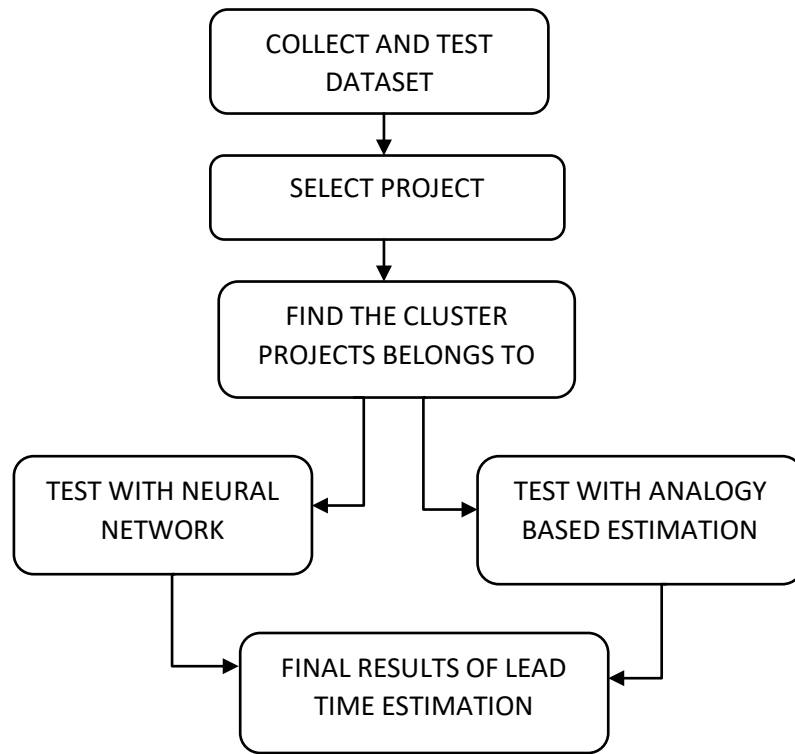 COLLECT AND TEST
DATASET
SELECT PROJECT
FIND THE CLUSTER
PROJECTS BELONGS TO
TEST WITH NEURAL
NETWORK
TEST WITH ANALOGY
BASED ESTIMATION
FINAL RESULTS OF LEAD
TIME ESTIMATION